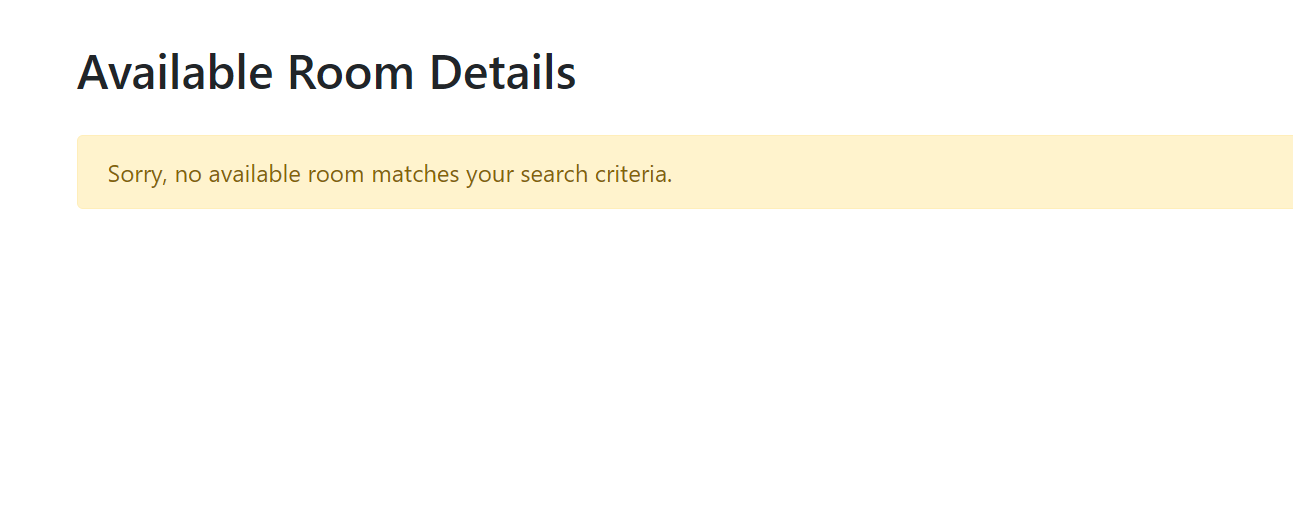 Available Room Details
Sorry, no available room matches your search criteria.